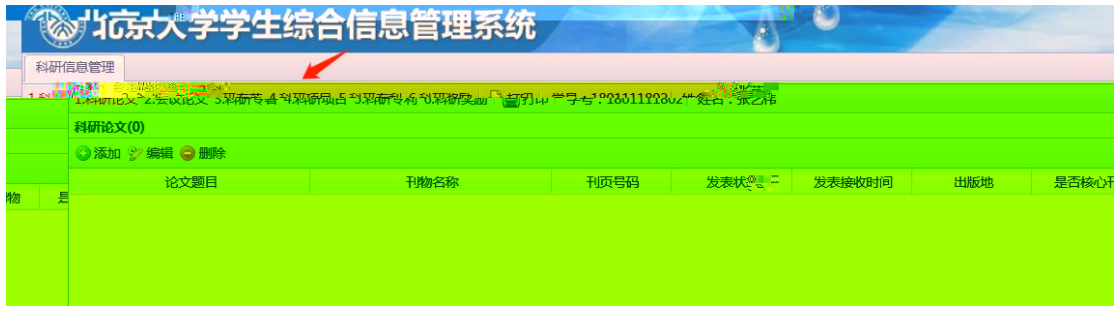 北京大学学生综合信息管理系统
科研信息管理
1.科研论文 2.会议论文 3.科研专著 4.科研项目 5.科研专利 6.科研奖励 打印 学号: 姓名:
科研论文(0)
添加 编辑 删除
论文题目 刊物名称 刊页号码 发表状 发表接收时间 出版地 是否核心刊
物 是